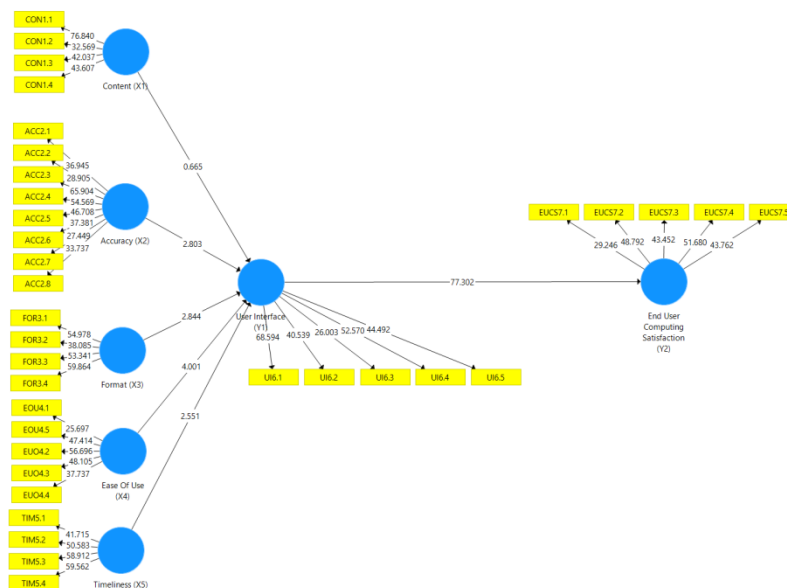 CON1.1
CON1.2
CON1.3
CON1.4
76.840
32.569
42.037
43.607
Content (X1)
ACC2.1
ACC2.2
ACC2.3
ACC2.4
ACC2.5
ACC2.6
ACC2.7
ACC2.8
36.945
28.905
65.904
54.569
46.708
37.381
27.449
33.737
Accuracy (X2)
FOR3.1
FOR3.2
FOR3.3
FOR3.4
54.978
38.085
53.341
59.864
Format (X3)
EOU4.1
EOU4.5
EUO4.2
EUO4.3
EUO4.4
25.697
47.414
56.696
48.105
37.737
Ease Of Use
(X4)
TIM5.1
TIM5.2
TIM5.3
TIM5.4
41.715
50.583
58.912
59.562
Timeliness (X5)
0.665
2.803
2.844
4.001
2.551
User Interface
(Y1)
68.594
40.539
26.003
52.570
44.492
UI6.1
UI6.2
UI6.3
UI6.4
UI6.5
77.302
EUCS7.1
EUCS7.2
EUCS7.3
EUCS7.4
EUCS7.5
29.246
48.792
43.452
51.680
43.762
End User
Computing
Satisfaction
(Y2)